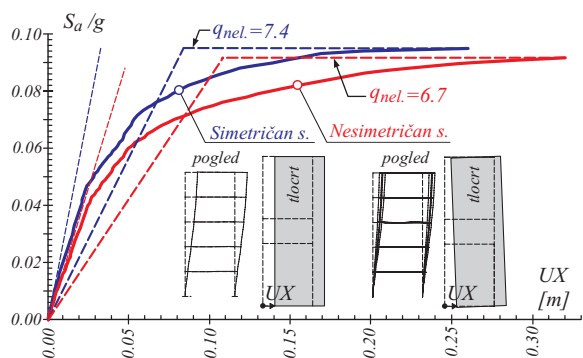 Sa/g
0.10
0.08
0.06
0.04
0.02
0.00
qnel.=7.4
qnel.=6.7
Simetričan s.
Nesimetričan s.
pogled
tlocrt
pogled
tlocrt
UX
UX
UX
[m]
0.00
0.05
0.10
0.15
0.20
0.25
0.30